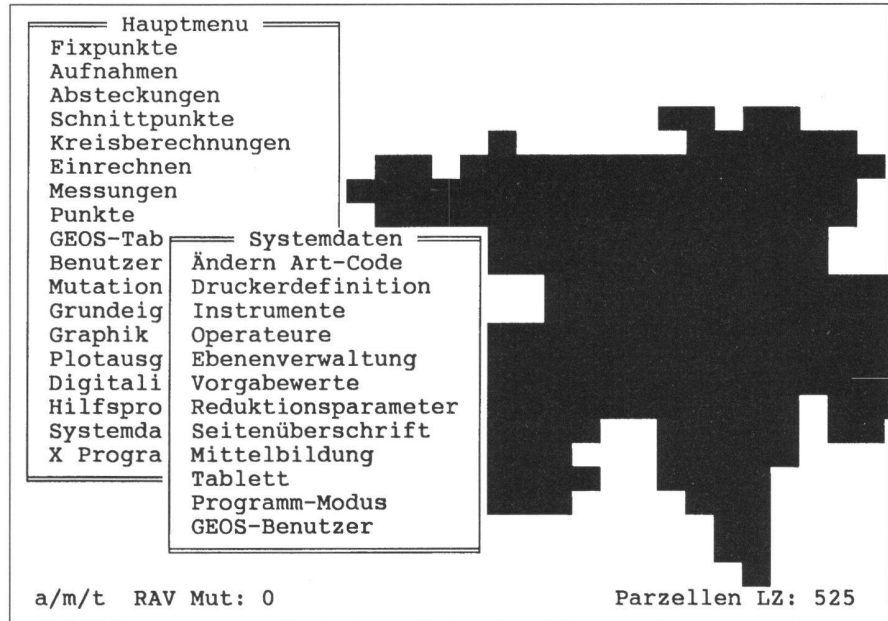 Hauptmenu
Fixpunkte
Aufnahmen
Absteckungen
Schnittpunkte
Kreisberechnungen
Einrechnen
Messungen
Punkte
GEOS-Tab
Benutzer
Mutation
Grundeig
Graphik
Plotausg
Digitali
Hilfspro
Systemda
X Progra
Systemdaten
Ändern Art-Code
Druckerdefinition
Instrumente
Operateure
Ebenenverwaltung
Vorgabewerte
Reduktionsparameter
Seitenüberschrift
Mittelbildung
Tablett
Programm-Modus
GEOS-Benutzer
a/m/t RAV Mut: 0
Parzellen LZ: 525